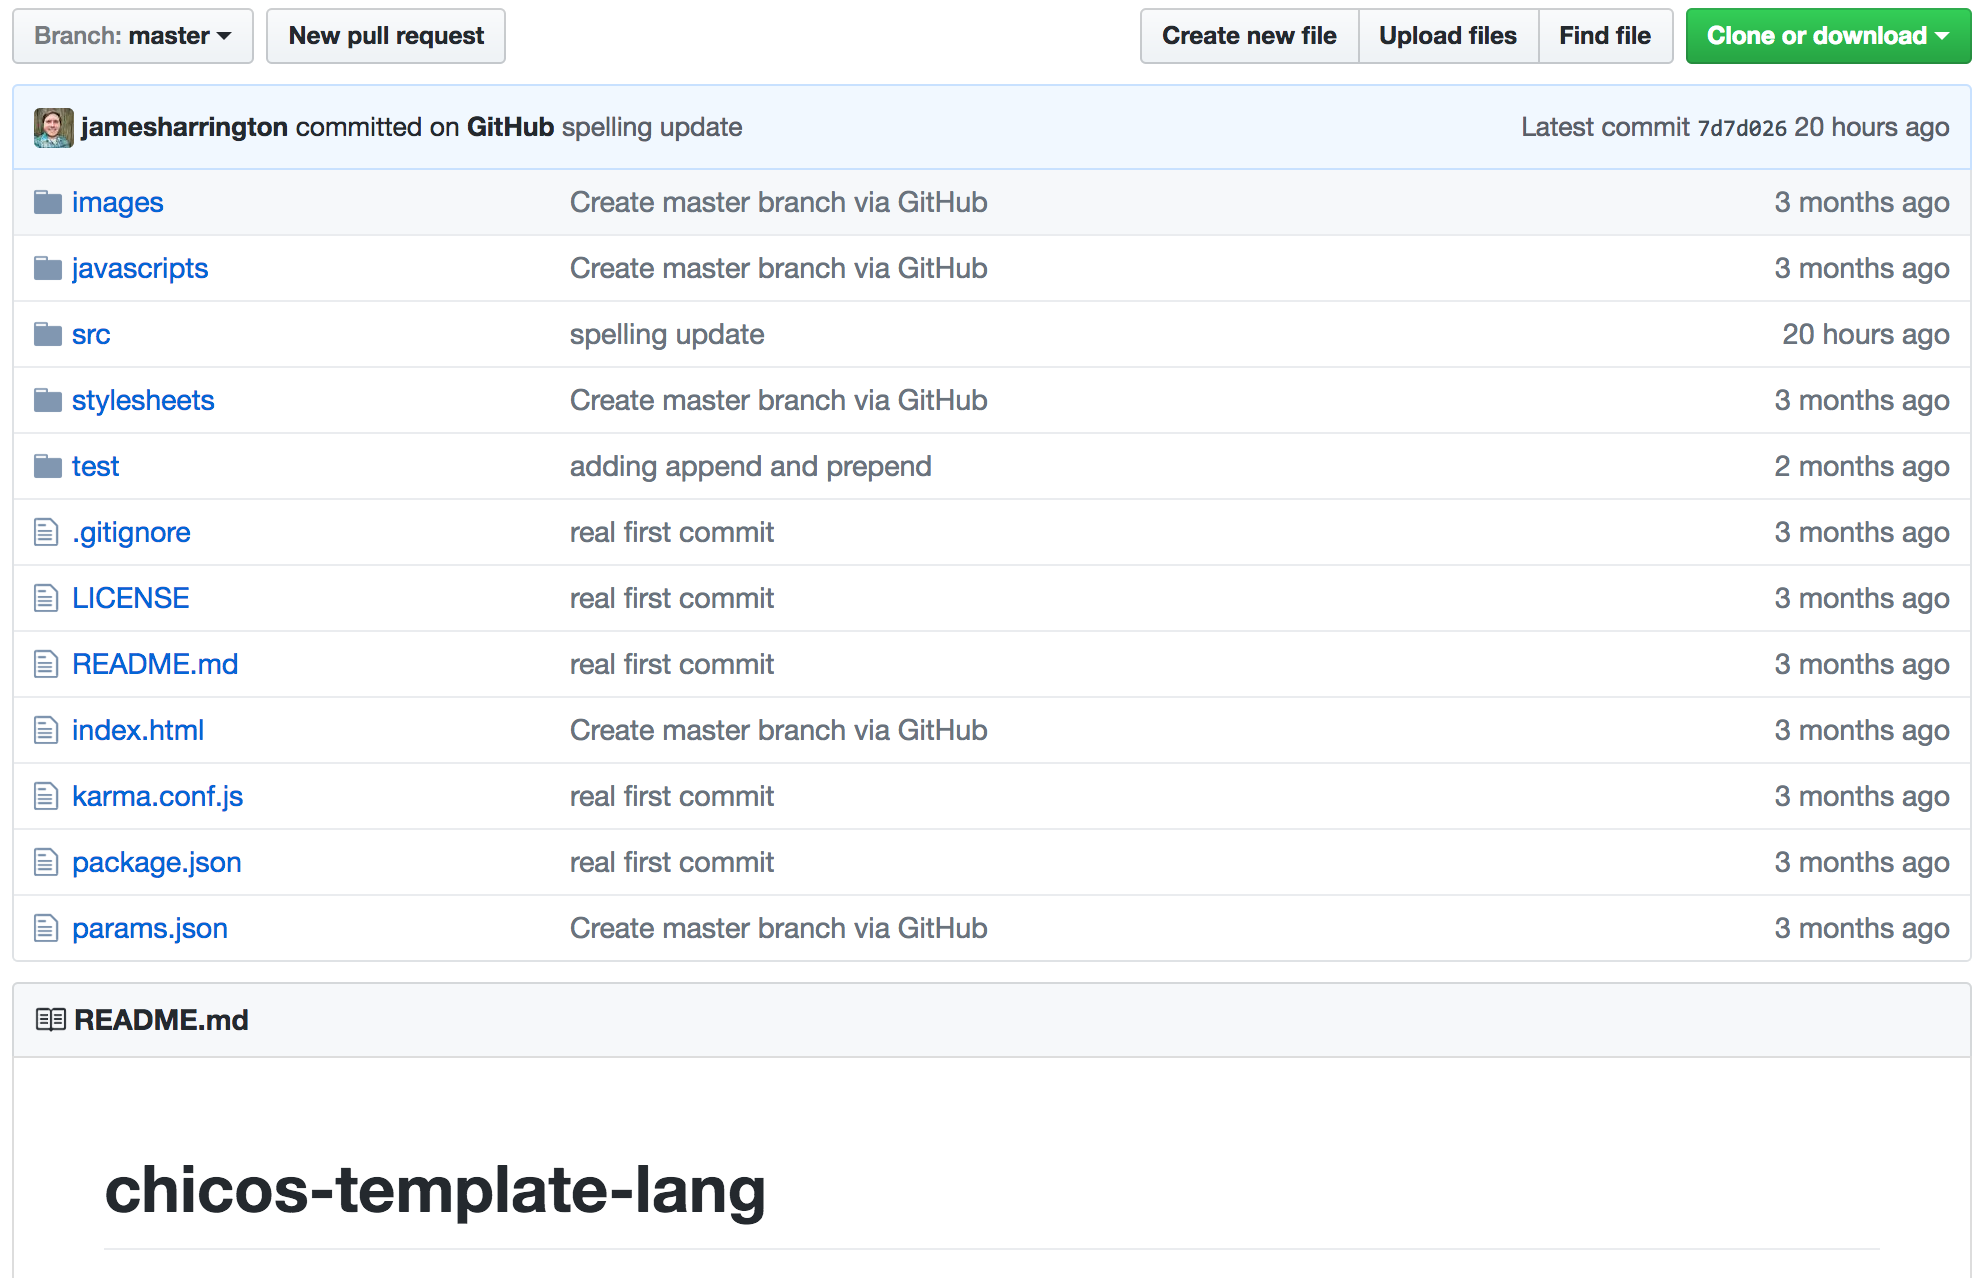 Branch: master New pull request Create new file Upload files Find file Clone or download
jamesharrington committed on GitHub spelling update Latest commit 7d7d026 20 hours ago
images Create master branch via GitHub 3 months ago
javascripts Create master branch via GitHub 3 months ago
src spelling update 20 hours ago
stylesheets Create master branch via GitHub 3 months ago
test adding append and prepend 2 months ago
.gitignore real first commit 3 months ago
LICENSE real first commit 3 months ago
README.md real first commit 3 months ago
index.html Create master branch via GitHub 3 months ago
karma.conf.js real first commit 3 months ago
package.json real first commit 3 months ago
params.json Create master branch via GitHub 3 months ago
README.md
chicos-template-lang